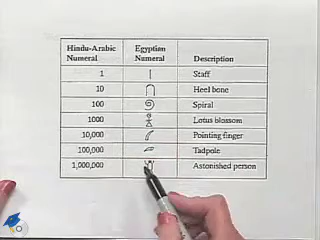 Hindu-Arabic Numeral Egyptian Numeral Description
1 Staff
10 Heel bone
100 Spiral
1000 Lotus blossom
10,000 Pointing finger
100,000 Tadpole
1,000,000 Astonished person